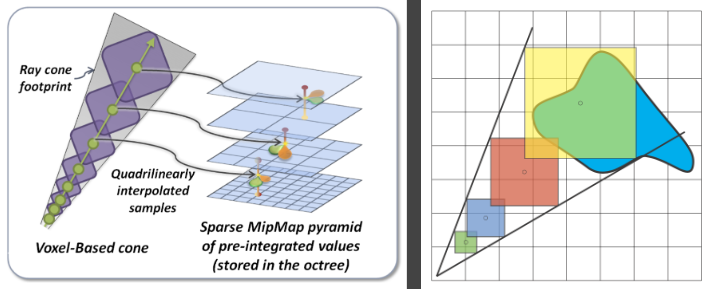 Ray cone
footprint
Quadrilinearly
interpolated
samples
Voxel-Based cone
Sparse MipMap pyramid
of pre-integrated values
(stored in the octree)